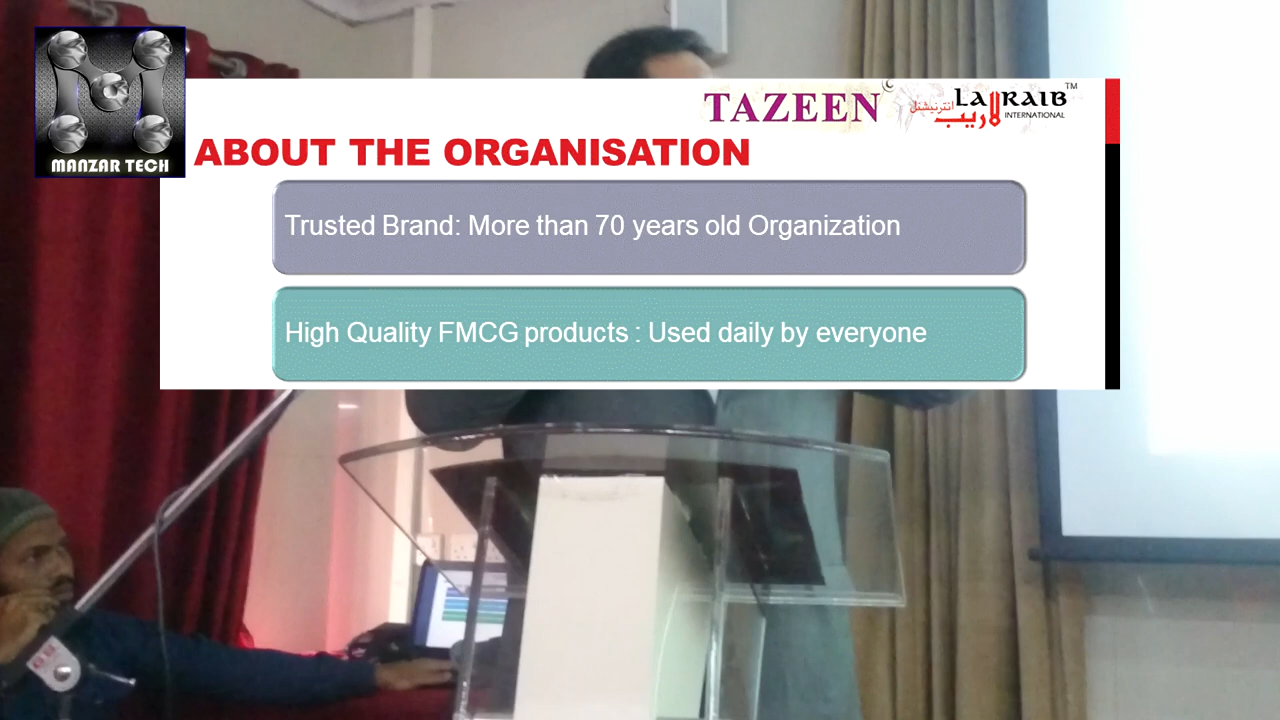 MANZAR TECH
TAZEEN
LARAIB
TM
انٹرنیشنل
لاریب
INTERNATIONAL
ABOUT THE ORGANISATION
Trusted Brand: More than 70 years old Organization
High Quality FMCG products : Used daily by everyone